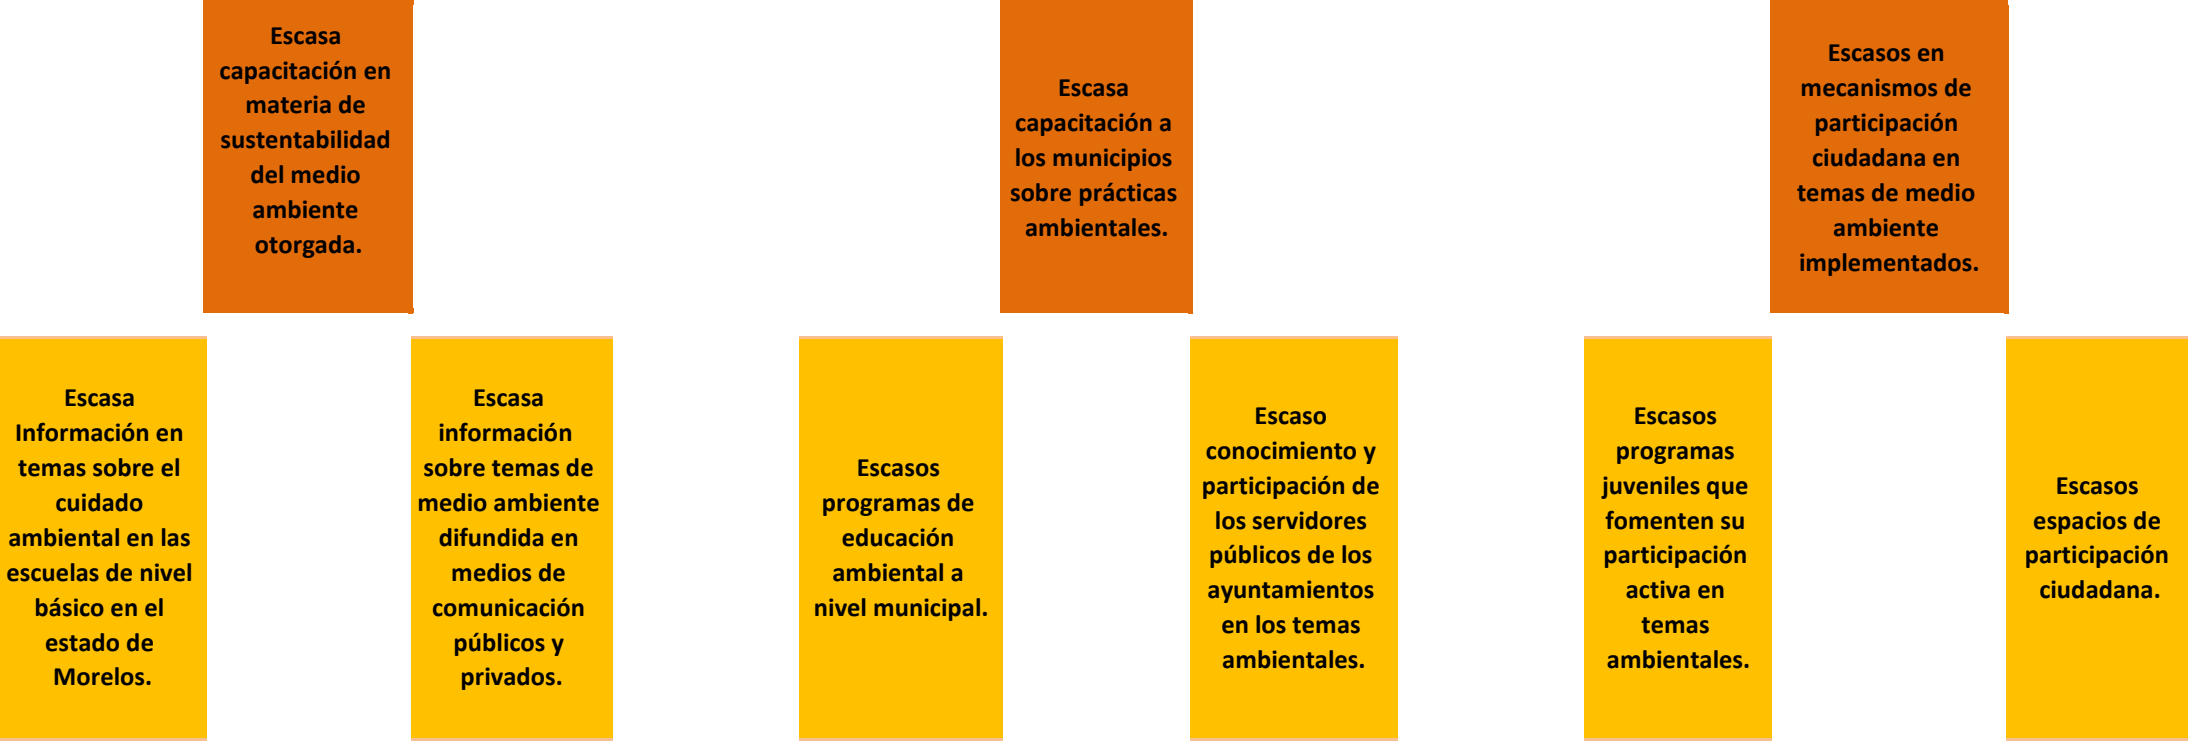 Escasa
capacitación en
materia de
sustentabilidad
del medio
ambiente
otorgada.
Escasa
capacitación a
los municipios
sobre prácticas
ambientales.
Escasos en
mecanismos de
participación
ciudadana en
temas de medio
ambiente
implementados.
Escasa
Información en
temas sobre el
cuidado
ambiental en las
escuelas de nivel
básico en el
estado de
Morelos.
Escasa
información
sobre temas de
medio ambiente
difundida en
medios de
comunicación
públicos y
privados.
Escasos
programas de
educación
ambiental a
nivel municipal.
Escaso
conocimiento y
participación de
los servidores
públicos de los
ayuntamientos
en los temas
ambientales.
Escasos
programas
juveniles que
fomenten su
participación
activa en
temas
ambientales.
Escasos
espacios de
participación
ciudadana.